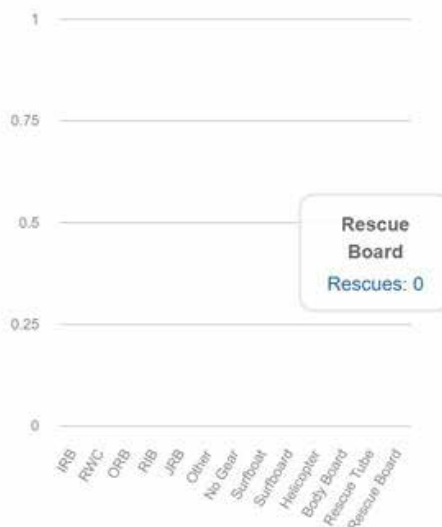 1
0.75
0.5
Rescue
Board
Rescues: 0
0.25
0
IRB
RWC
ORB
RIB
JRB
Other
No Gear
Surfboat
Surfboard
Helicopter
Body Board
Rescue Tube
Rescue Board